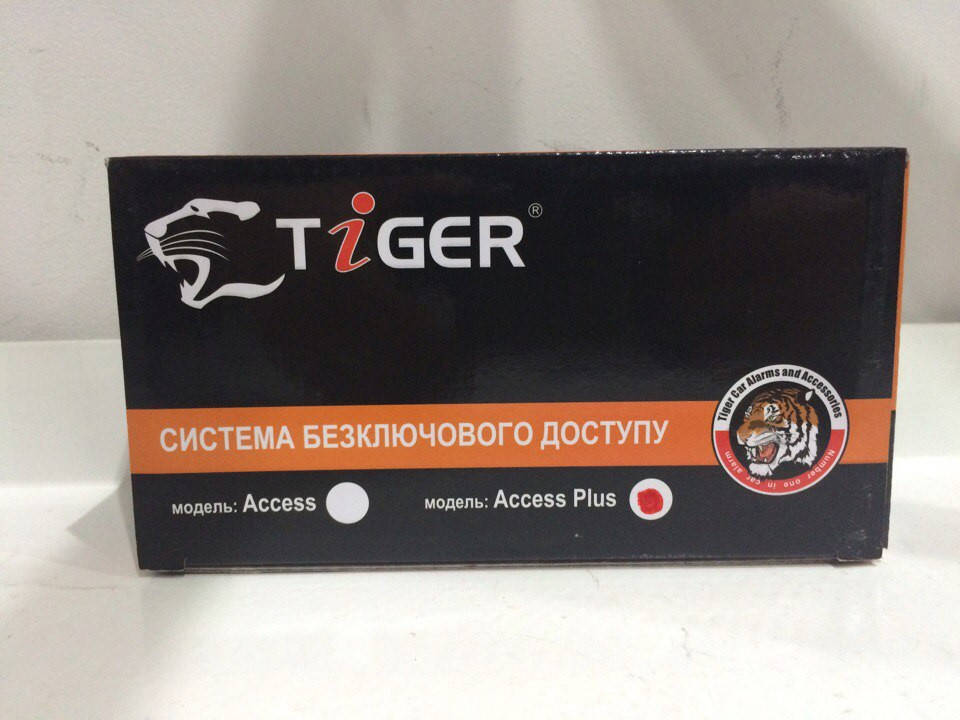 TiGER®
Tiger Car Alarms and Accessories
СИСТЕМА БЕЗКЛЮЧОВОГО ДОСТУПУ
Number one in car alarm
модель: Access
модель: Access Plus